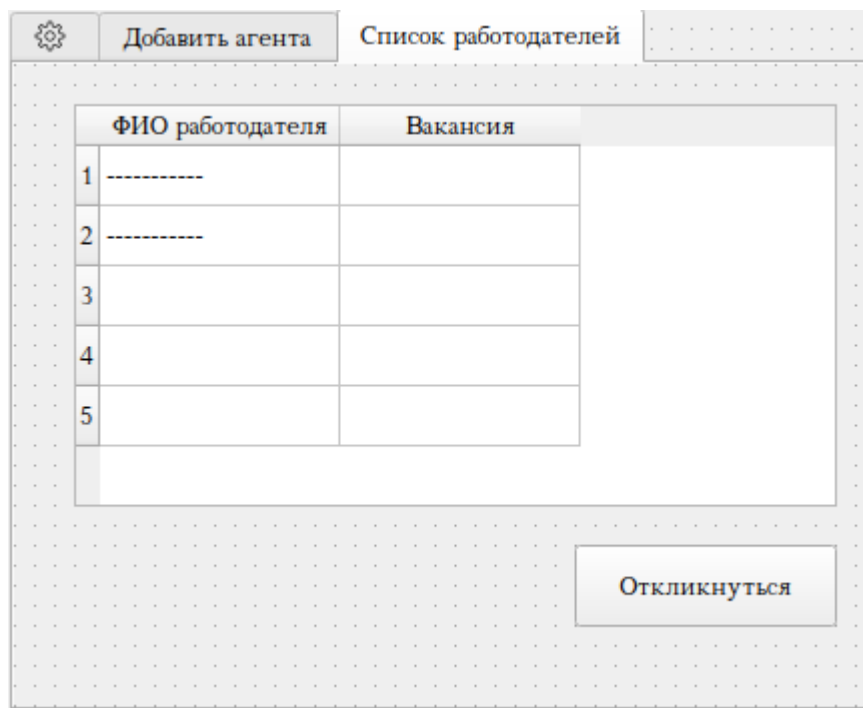 Добавить агента Список работодателей
ФИО работодателя Вакансия
1 -----------
2 -----------
3
4
5
Откликнуться